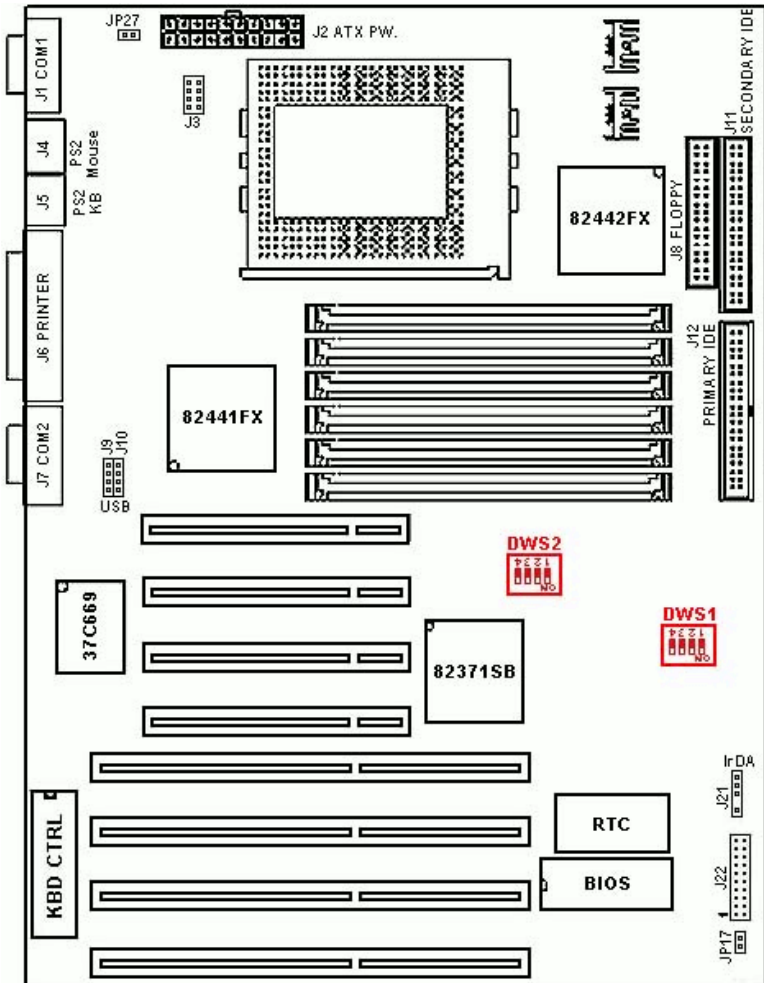 JP27
J2 ATX PW.
J1 COM1
J3
J11
SECONDARY IDE
J4
PS2
Mouse
J5
PS2
KB
82442FX
J8 FLOPPY
J6 PRINTER
J12
PRIMARY IDE
82441FX
J7 COM2
J9
J10
USB
DWS2
1234
ON
DWS1
1234
ON
37C669
82371SB
IrDA
J21
KBD CTRL
RTC
BIOS
J22
1
JP17